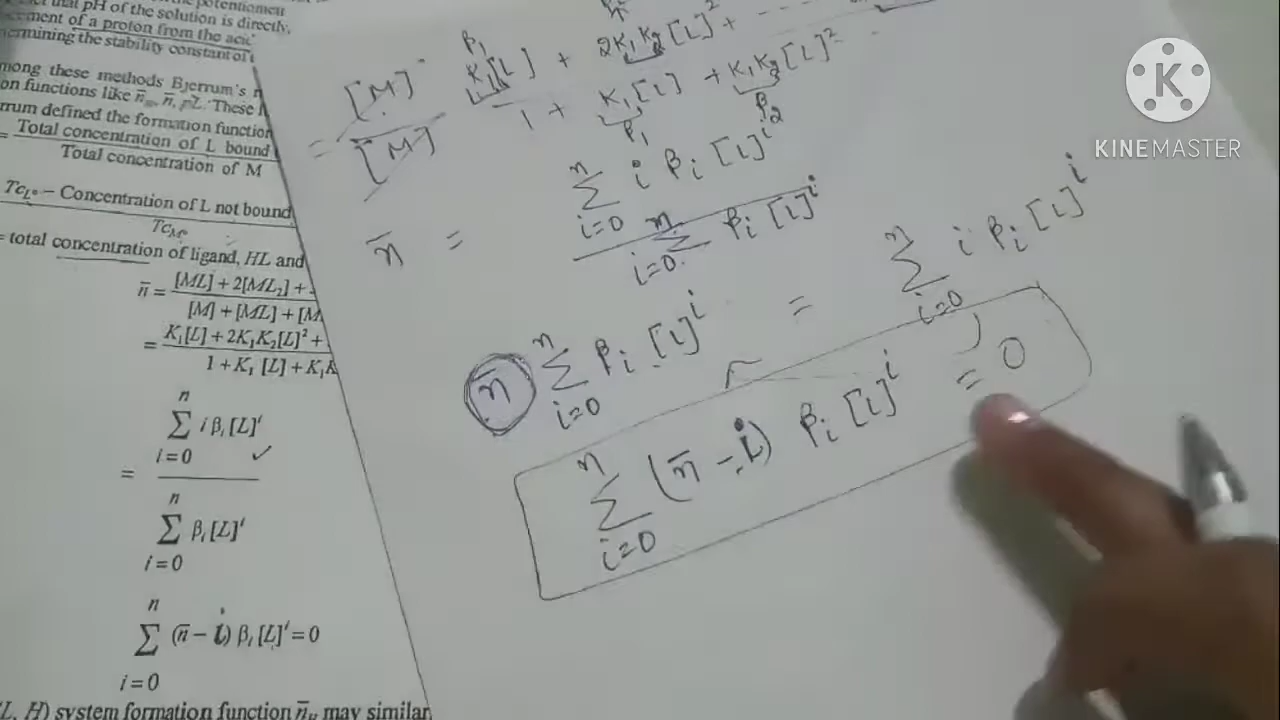 that pH of the solution is directly,
cement of a proton from the acid
ermining the stability constant of
mong these methods Bjerrum's
on functions like n̄ₘ, n̄, pL. These
rrum defined the formation function
= Total concentration of L bound
Total concentration of M
Tc_L° – Concentration of L not bound
Tc_M°
= total concentration of ligand, HL and
n̄ = [ML] + 2[ML₂] +
[M] + [ML] + [M
= K₁[L] + 2K₁K₂[L]² +
1 + K₁ [L] + K₁K
n
Σ i βᵢ [L]ⁱ
i = 0
=
n
Σ βᵢ [L]ⁱ
i = 0
n
Σ (n̄ – i) βᵢ [L]ⁱ = 0
i = 0
L, H) system formation function n̄_H may similar
β₁
= [M] K₁[L] + 2K₁K₂[L]² + ----
[M] 1 + K₁[L] + K₁K₂[L]² --
β₁ β₂
n
Σ i βᵢ [L]ⁱ
i=0
n̄ =
n
Σ βᵢ [L]ⁱ
i=0
n n
n̄ Σ βᵢ [L]ⁱ = Σ i βᵢ [L]ⁱ
i=0 i=0
n
Σ (n̄ - i) βᵢ [L]ⁱ = 0
i=0
K
KINEMASTER